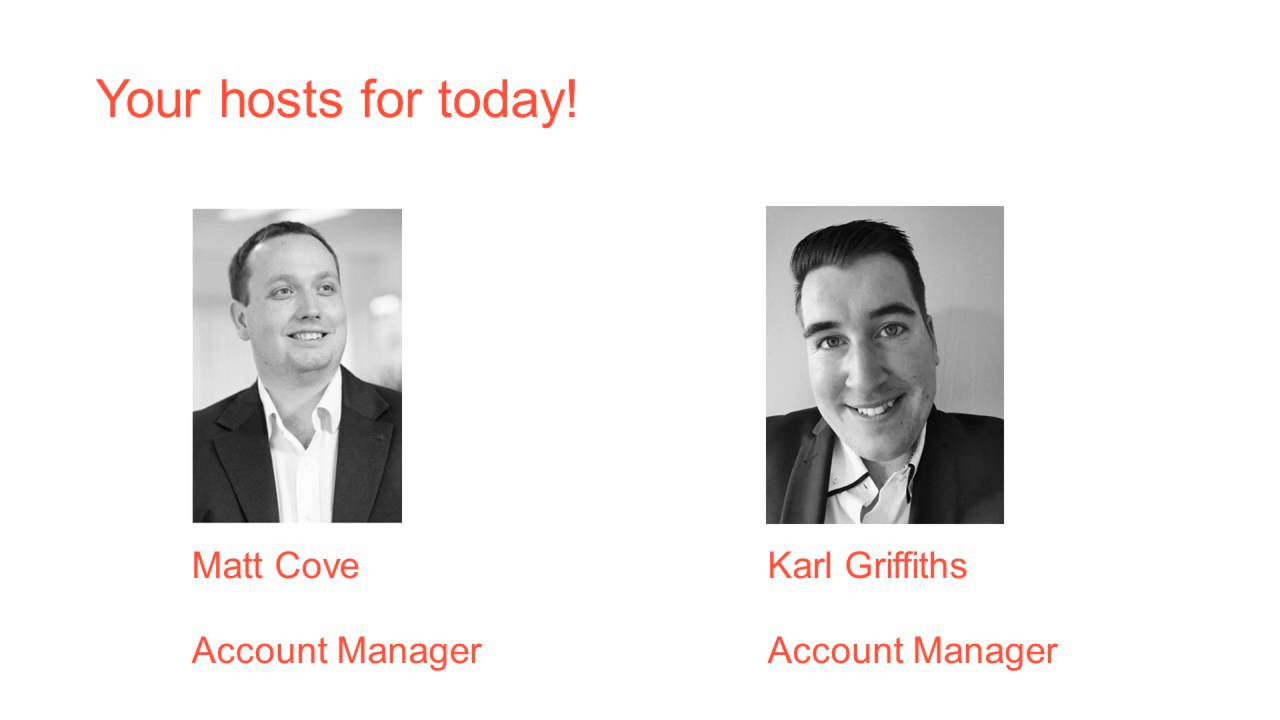 Your hosts for today!
Matt Cove
Account Manager
Karl Griffiths
Account Manager